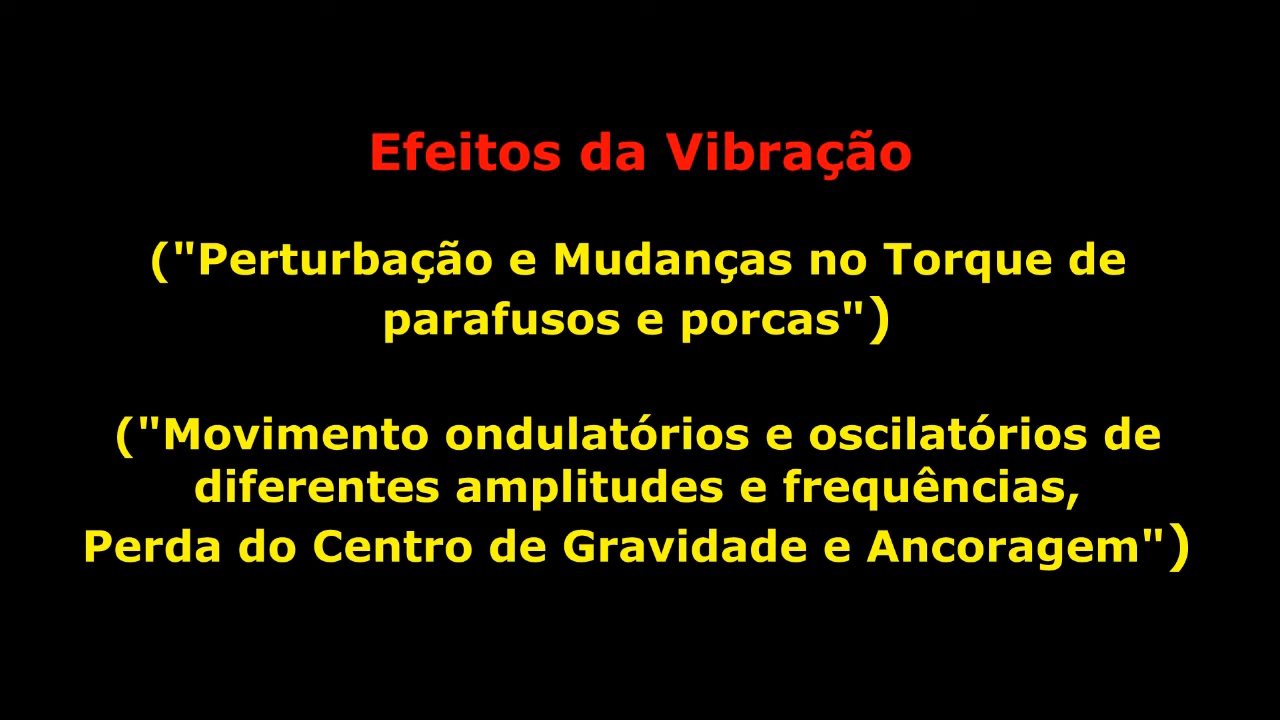 Efeitos da Vibração
("Perturbação e Mudanças no Torque de
parafusos e porcas")
("Movimento ondulatórios e oscilatórios de
diferentes amplitudes e frequências,
Perda do Centro de Gravidade e Ancoragem")